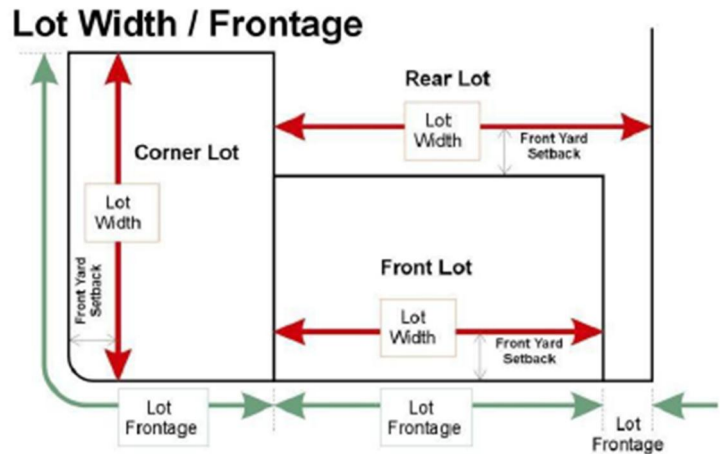 Lot Width / Frontage
Rear Lot
Lot
Width
Front Yard
Setback
Corner Lot
Lot
Width
Front Yard
Setback
Front Lot
Lot
Width
Front Yard
Setback
Lot
Frontage
Lot
Frontage
Lot
Frontage